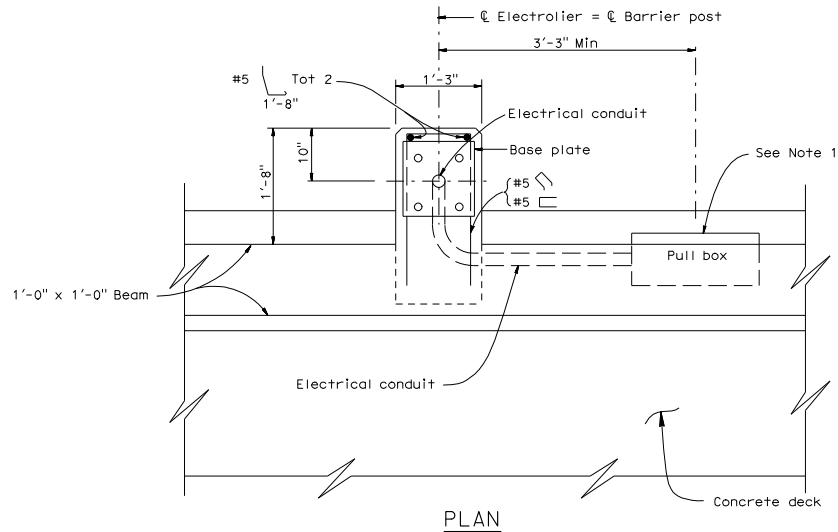 ℄ Electrolier = ℄ Barrier post
3'-3" Min
#5 Tot 2
1'-8"
1'-3"
Electrical conduit
10"
1'-8"
Base plate
See Note 1
#5
#5
Pull box
1'-0" x 1'-0" Beam
Electrical conduit
Concrete deck
PLAN